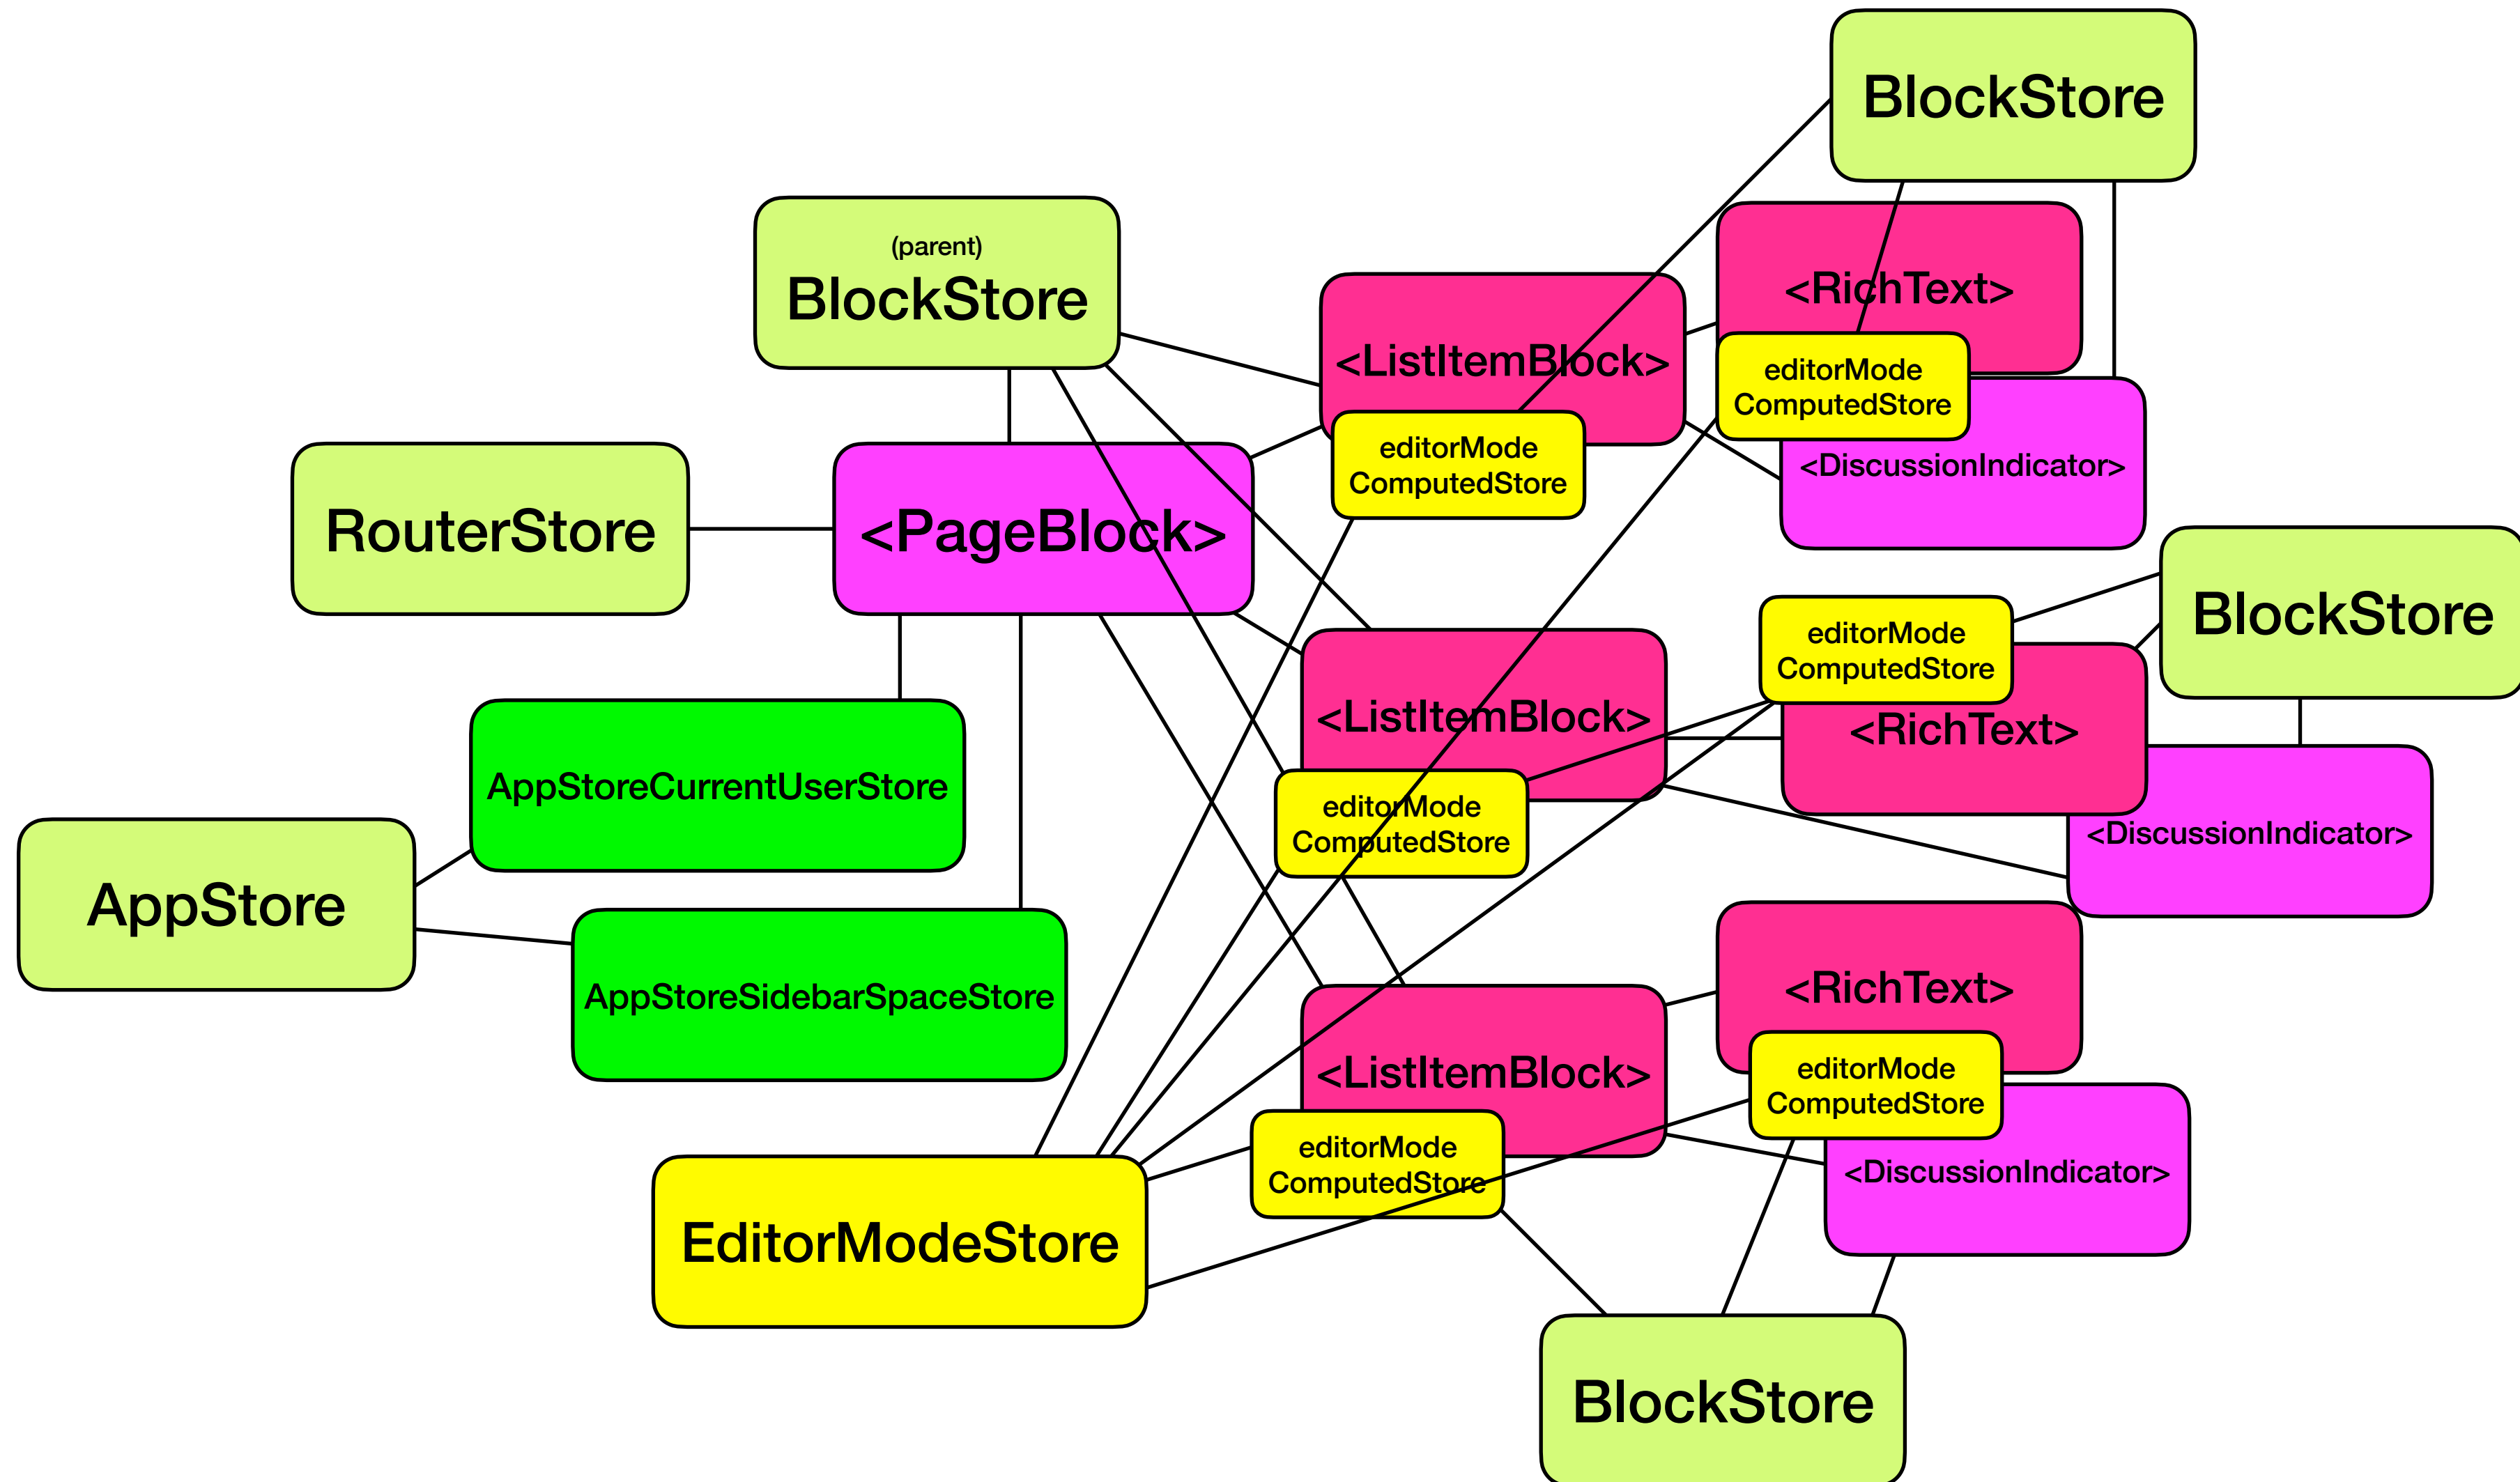 BlockStore
(parent)
BlockStore
<RichText>
<ListItemBlock>
editorMode
ComputedStore
editorMode
ComputedStore
<DiscussionIndicator>
RouterStore
<PageBlock>
BlockStore
editorMode
ComputedStore
<ListItemBlock>
<RichText>
AppStoreCurrentUserStore
editorMode
ComputedStore
<DiscussionIndicator>
AppStore
AppStoreSidebarSpaceStore
<RichText>
<ListItemBlock>
editorMode
ComputedStore
editorMode
ComputedStore
<DiscussionIndicator>
EditorModeStore
BlockStore